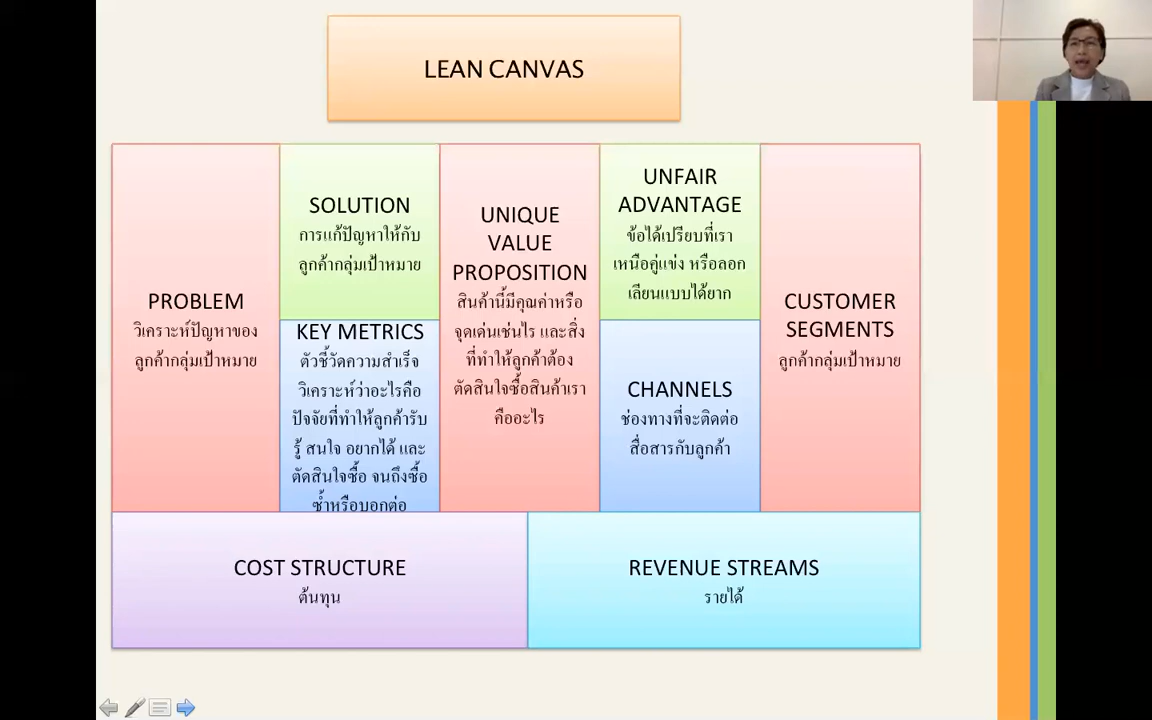 LEAN CANVAS
PROBLEM
วิเคราะห์ปัญหาของ
ลูกค้ากลุ่มเป้าหมาย
SOLUTION
การแก้ปัญหาให้กับ
ลูกค้ากลุ่มเป้าหมาย
KEY METRICS
ตัวชี้วัดความสำเร็จ
วิเคราะห์ว่าอะไรคือ
ปัจจัยที่ทำให้ลูกค้ารับ
รู้ สนใจ อยากได้ และ
ตัดสินใจซื้อ จนถึงซื้อ
ซ้ำหรือบอกต่อ
UNIQUE
VALUE
PROPOSITION
สินค้านี้มีคุณค่าหรือ
จุดเด่นเช่นไร และสิ่ง
ที่ทำให้ลูกค้าต้อง
ตัดสินใจซื้อสินค้าเรา
คืออะไร
UNFAIR
ADVANTAGE
ข้อได้เปรียบที่เรา
เหนือคู่แข่ง หรือลอก
เลียนแบบได้ยาก
CHANNELS
ช่องทางที่จะติดต่อ
สื่อสารกับลูกค้า
CUSTOMER
SEGMENTS
ลูกค้ากลุ่มเป้าหมาย
COST STRUCTURE
ต้นทุน
REVENUE STREAMS
รายได้